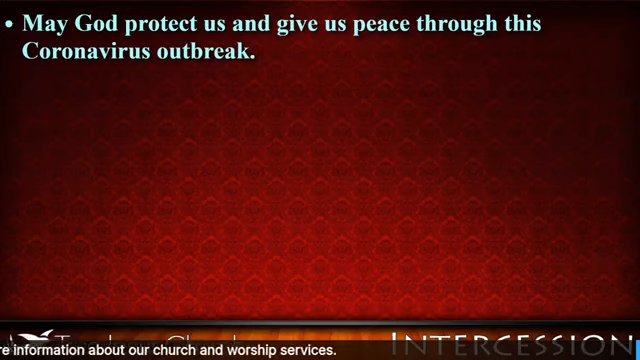 • May God protect us and give us peace through this
Coronavirus outbreak.
INTERCESSION
re information about our church and worship services.